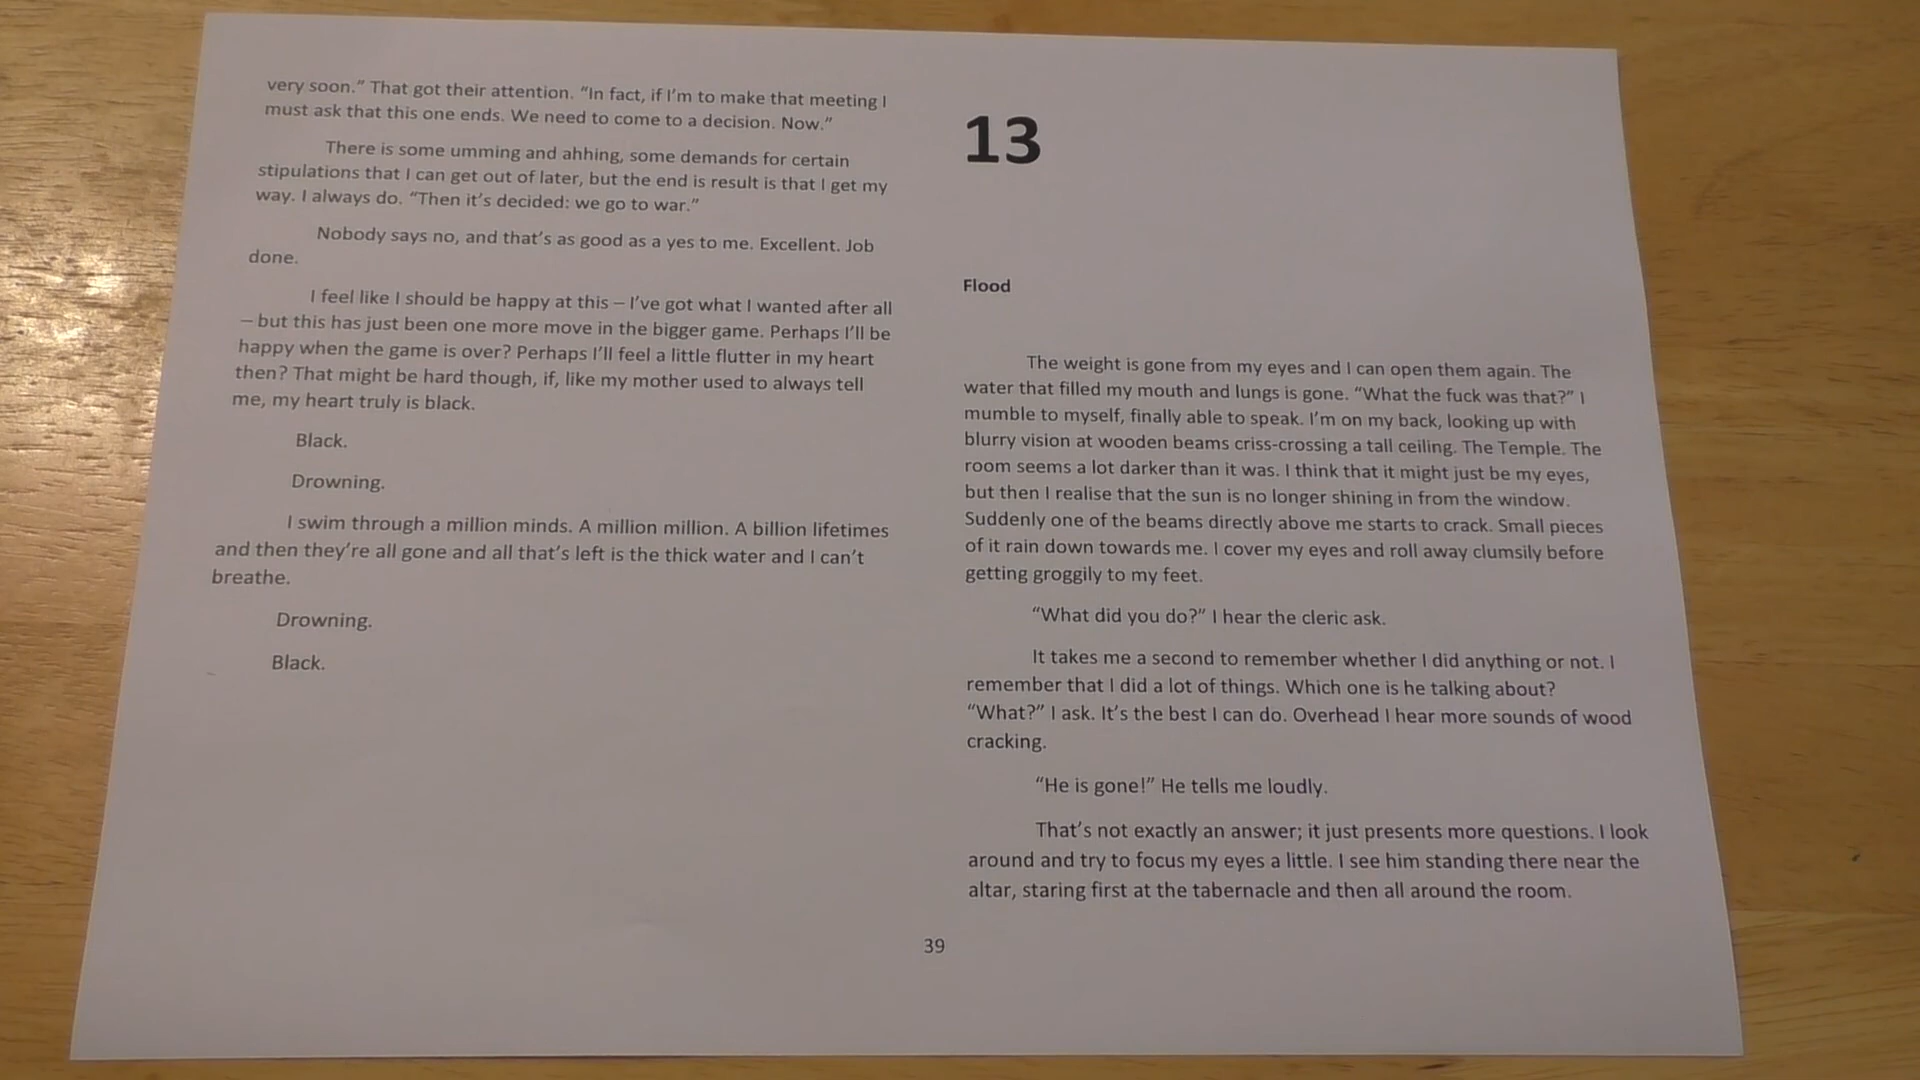 very soon.” That got their attention. “In fact, if I’m to make that meeting I
must ask that this one ends. We need to come to a decision. Now.”
There is some umming and ahhing, some demands for certain
stipulations that I can get out of later, but the end is result is that I get my
way. I always do. “Then it’s decided: we go to war.”
Nobody says no, and that’s as good as a yes to me. Excellent. Job
done.
I feel like I should be happy at this – I’ve got what I wanted after all
– but this has just been one more move in the bigger game. Perhaps I’ll be
happy when the game is over? Perhaps I’ll feel a little flutter in my heart
then? That might be hard though, if, like my mother used to always tell
me, my heart truly is black.
Black.
Drowning.
I swim through a million minds. A million million. A billion lifetimes
and then they’re all gone and all that’s left is the thick water and I can’t
breathe.
Drowning.
Black.
13
Flood
The weight is gone from my eyes and I can open them again. The
water that filled my mouth and lungs is gone. “What the fuck was that?” I
mumble to myself, finally able to speak. I’m on my back, looking up with
blurry vision at wooden beams criss-crossing a tall ceiling. The Temple. The
room seems a lot darker than it was. I think that it might just be my eyes,
but then I realise that the sun is no longer shining in from the window.
Suddenly one of the beams directly above me starts to crack. Small pieces
of it rain down towards me. I cover my eyes and roll away clumsily before
getting groggily to my feet.
“What did you do?” I hear the cleric ask.
It takes me a second to remember whether I did anything or not. I
remember that I did a lot of things. Which one is he talking about?
“What?” I ask. It’s the best I can do. Overhead I hear more sounds of wood
cracking.
“He is gone!” He tells me loudly.
That’s not exactly an answer; it just presents more questions. I look
around and try to focus my eyes a little. I see him standing there near the
altar, staring first at the tabernacle and then all around the room.
39